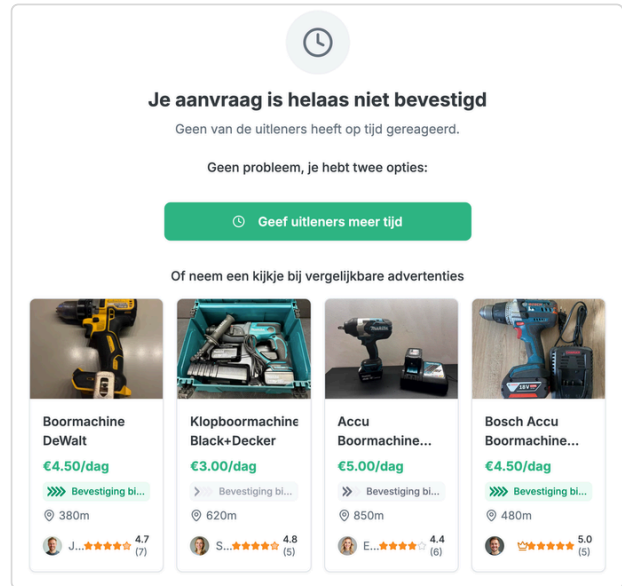 Je aanvraag is helaas niet bevestigd
Geen van de uitleners heeft op tijd gereageerd.
Geen probleem, je hebt twee opties:
Geef uitleners meer tijd
Of neem een kijkje bij vergelijkbare advertenties
Boormachine
DeWalt
€4.50/dag
Bevestiging bi...
380m
J...
4.7
(7)
Klopboormachine
Black+Decker
€3.00/dag
Bevestiging bi...
620m
S...
4.8
(5)
makita
Accu
Boormachine...
€5.00/dag
Bevestiging bi...
850m
E...
4.4
(6)
18V
Bosch Accu
Boormachine...
€4.50/dag
Bevestiging bi...
480m
5.0
(5)